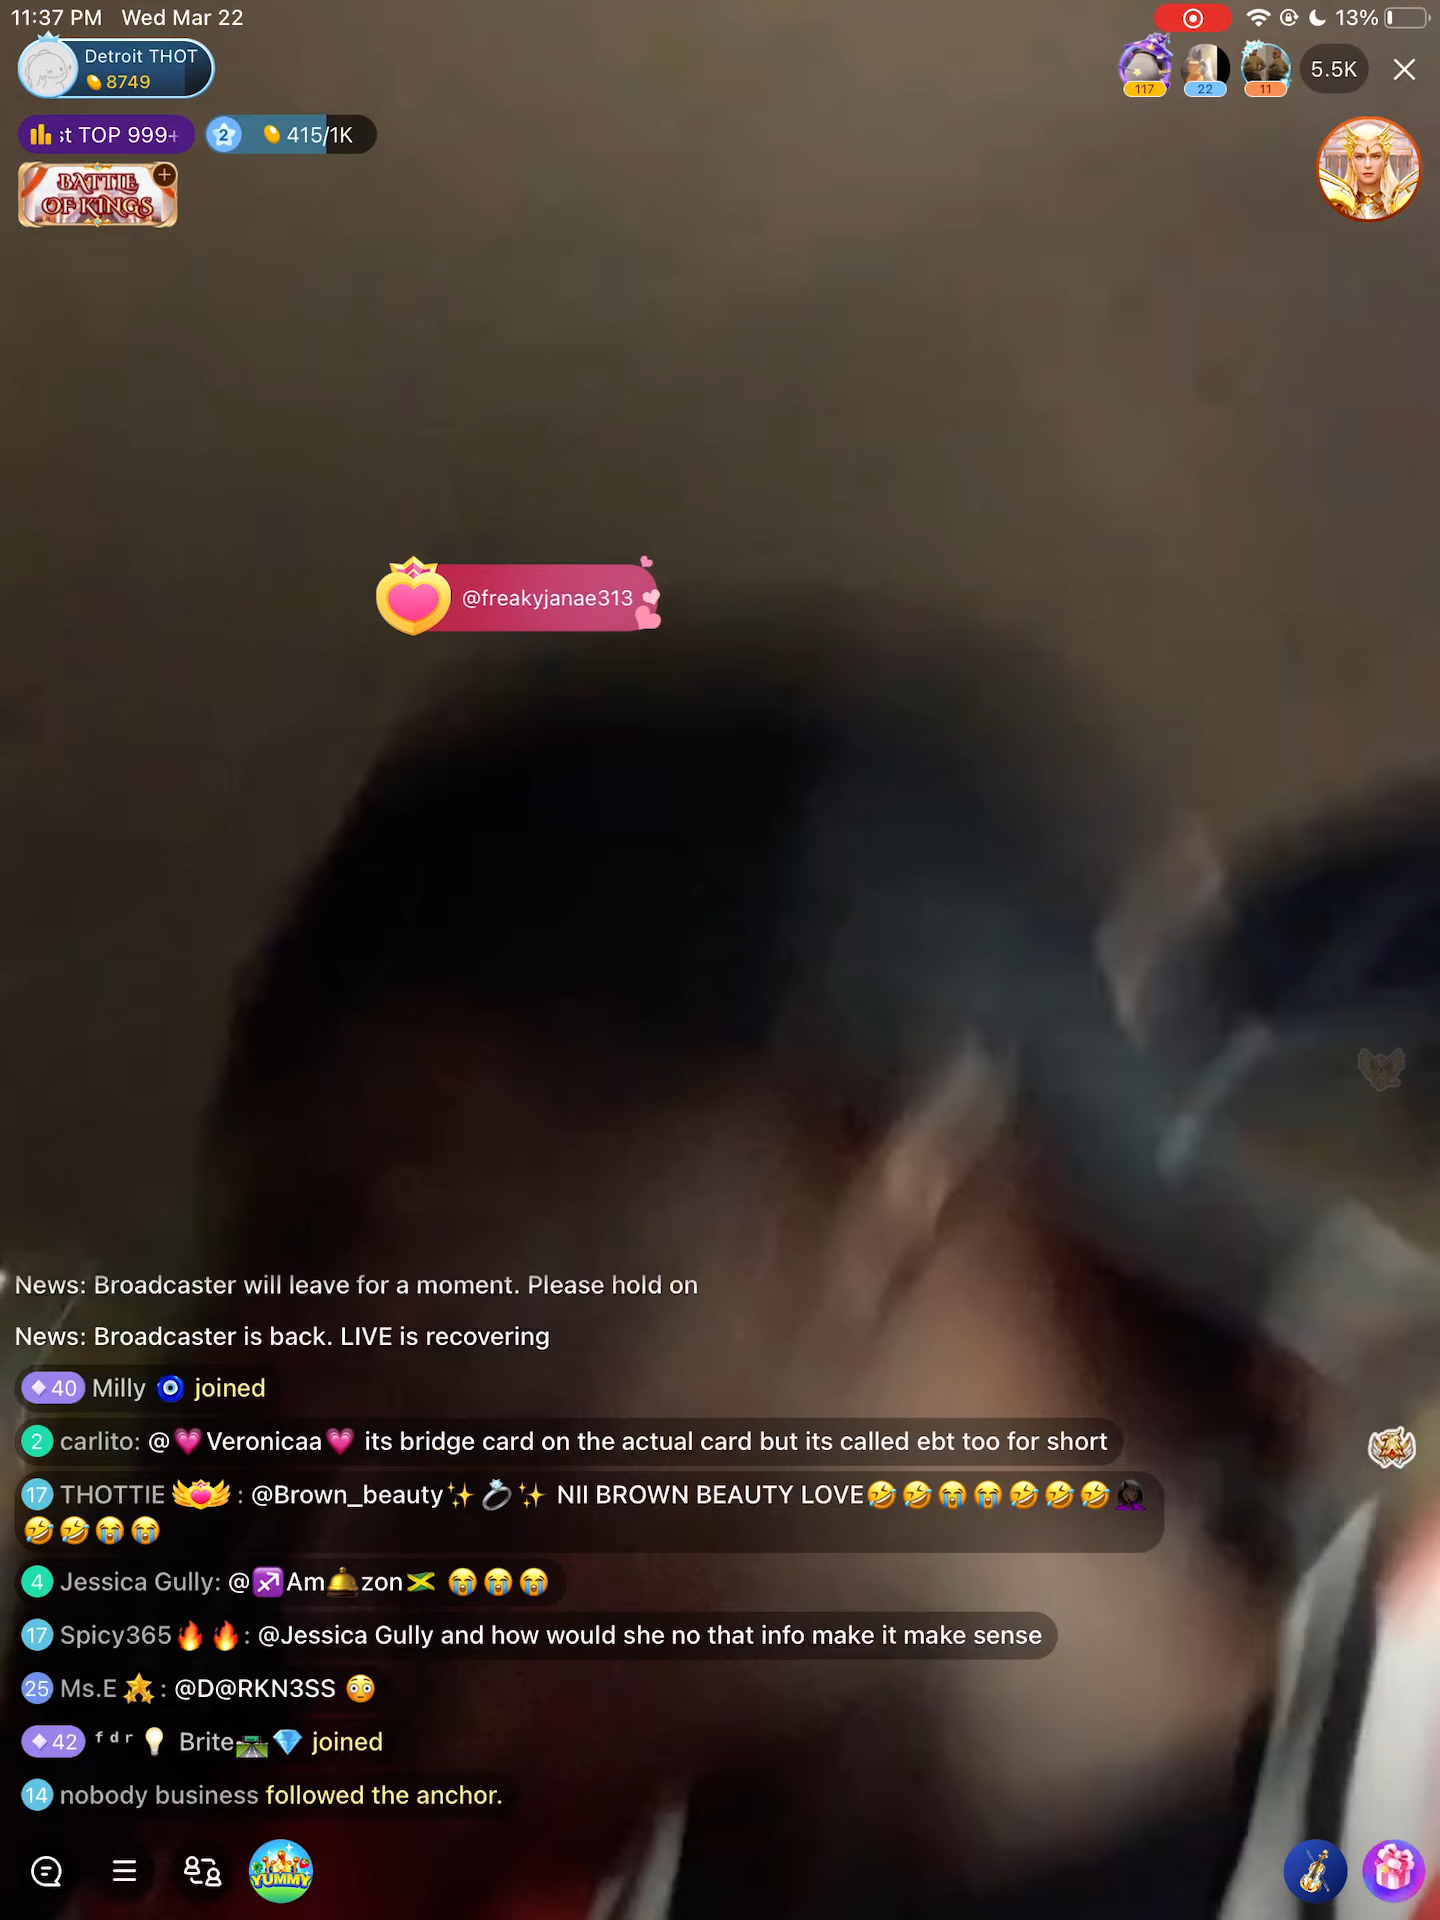 11:37 PM Wed Mar 22
13%
Detroit THOT
8749
117
22
11
5.5K
st TOP 999+
2
415/1K
BATTLE
OF KINGS
@freakyjanae313
News: Broadcaster will leave for a moment. Please hold on
News: Broadcaster is back. LIVE is recovering
40 Milly 🧿 joined
2 carlito: @💗Veronicaa💗 its bridge card on the actual card but its called ebt too for short
17 THOTTIE : @Brown_beauty✨💍✨ NII BROWN BEAUTY LOVE🤣🤣😭😭🤣🤣🤣🤦🏿‍♀️
🤣🤣😭😭
4 Jessica Gully: @♐Am🛎️zon🇯🇲 😭😭😭
17 Spicy365🔥🔥: @Jessica Gully and how would she no that info make it make sense
25 Ms.E : @D@RKN3SS 😳
42 ᶠᵈʳ💡 Brite🛣️💎 joined
14 nobody business followed the anchor.
YUMMY